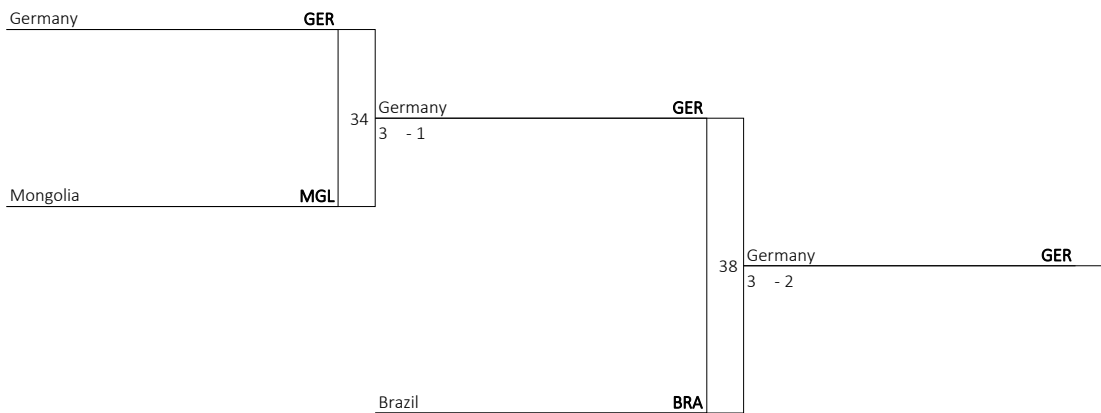 Germany GER
34 Germany GER
3 - 1
Mongolia MGL
38 Germany GER
3 - 2
Brazil BRA